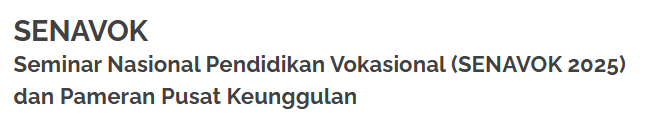 SENAVOK
Seminar Nasional Pendidikan Vokasional (SENAVOK 2025)
dan Pameran Pusat Keunggulan